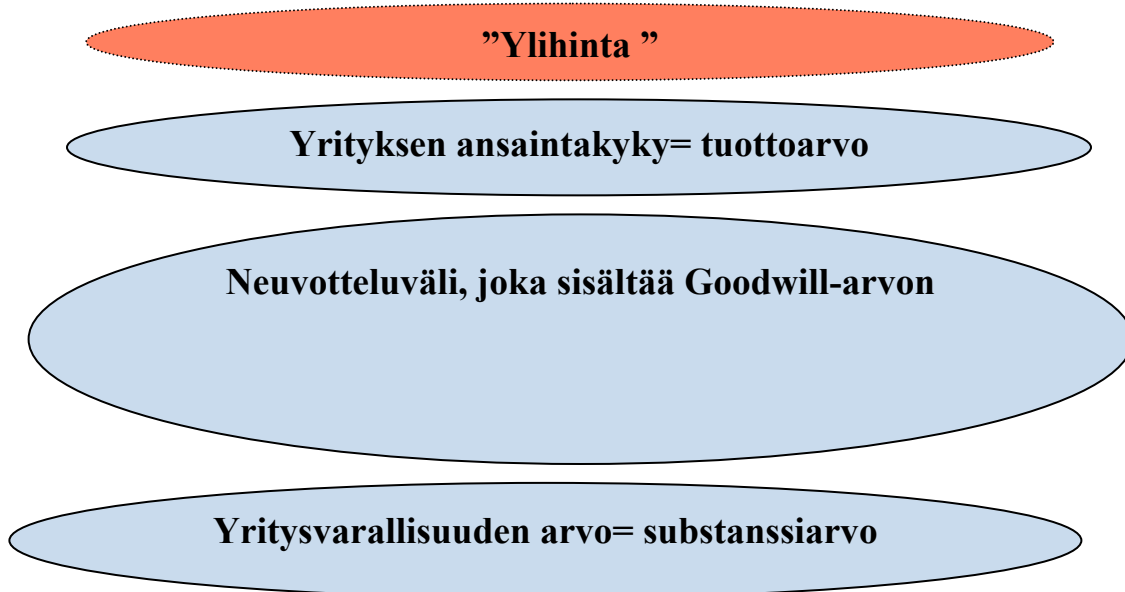 ”Ylihinta ”
Yrityksen ansaintakyky= tuottoarvo
Neuvotteluväli, joka sisältää Goodwill-arvon
Yritysvarallisuuden arvo= substanssiarvo